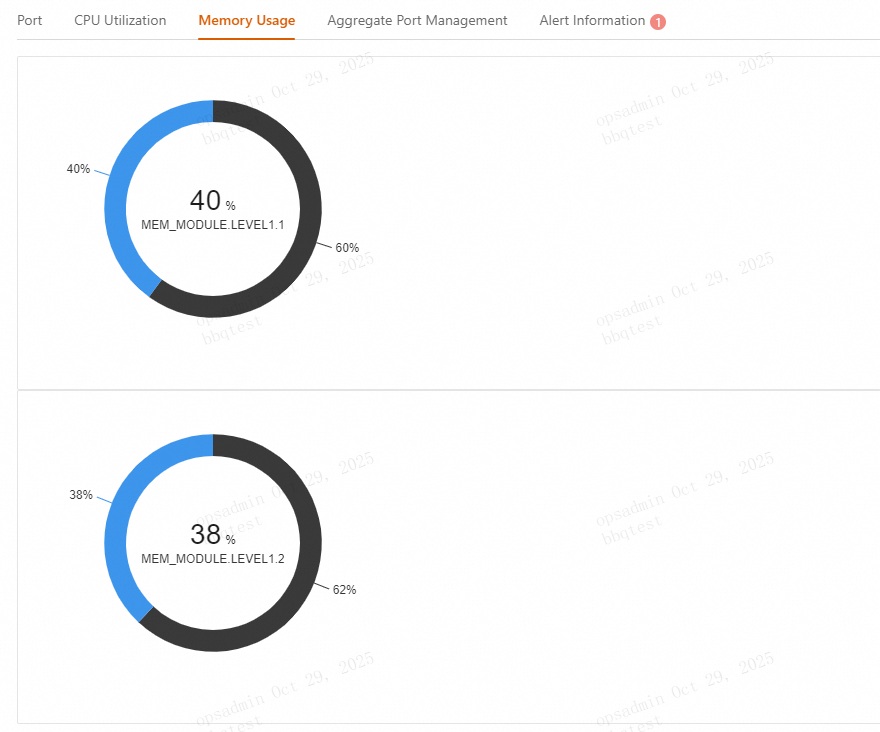 Port CPU Utilization Memory Usage Aggregate Port Management Alert Information 1
opsadmin Oct 29, 2025 opsadmin Oct 29, 2025
bbqtest bbqtest
40%
40 %
MEM_MODULE.LEVEL1.1
60%
opsadmin Oct 29, 2025 opsadmin Oct 29, 2025
bbqtest bbqtest
opsadmin Oct 29, 2025 opsadmin Oct 29, 2025
bbqtest bbqtest
38%
38 %
MEM_MODULE.LEVEL1.2
62%
opsadmin Oct 29, 2025 opsadmin Oct 29, 2025
bbqtest bbqtest